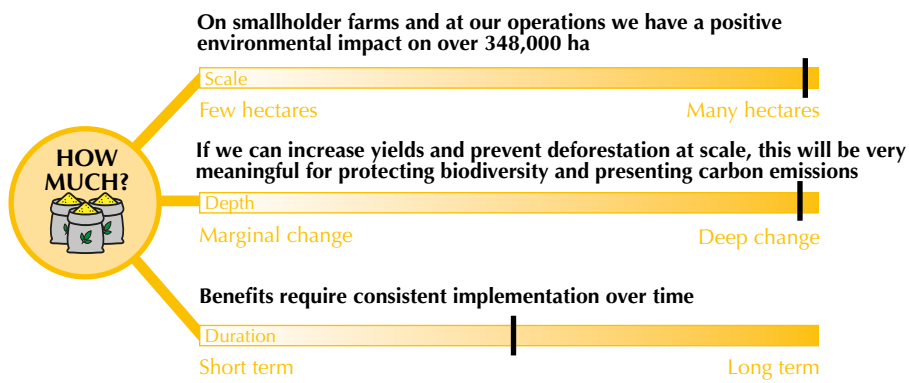 On smallholder farms and at our operations we have a positive
environmental impact on over 348,000 ha
Scale
Few hectares
Many hectares
HOW
MUCH?
If we can increase yields and prevent deforestation at scale, this will be very
meaningful for protecting biodiversity and presenting carbon emissions
Depth
Marginal change
Deep change
Benefits require consistent implementation over time
Duration
Short term
Long term